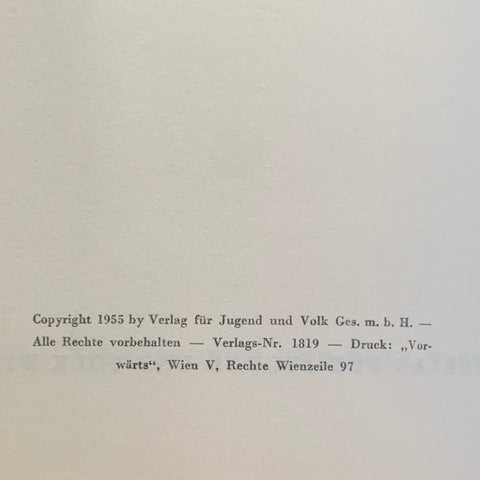 Copyright 1955 by Verlag für Jugend und Volk Ges. m. b. H. —
Alle Rechte vorbehalten — Verlags-Nr. 1819 — Druck: „Vor-
wärts“, Wien V, Rechte Wienzeile 97